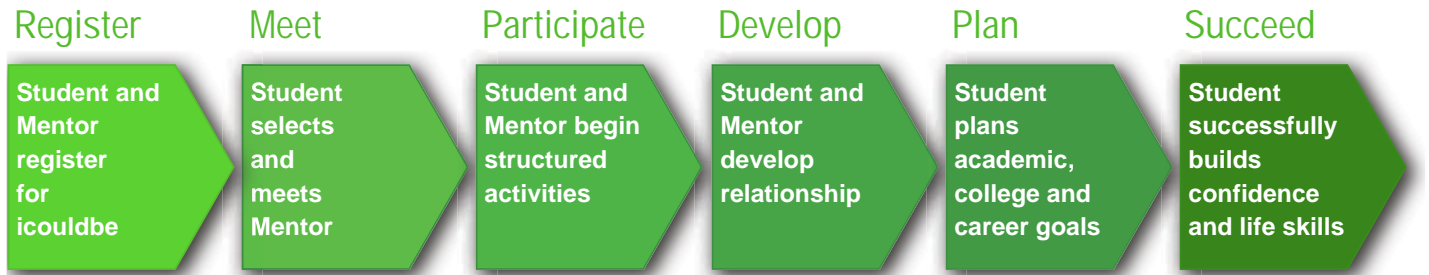 Register
Student and
Mentor
register
for
icouldbe
Meet
Student
selects
and
meets
Mentor
Participate
Student and
Mentor begin
structured
activities
Develop
Student and
Mentor
develop
relationship
Plan
Student
plans
academic,
college and
career goals
Succeed
Student
successfully
builds
confidence
and life skills